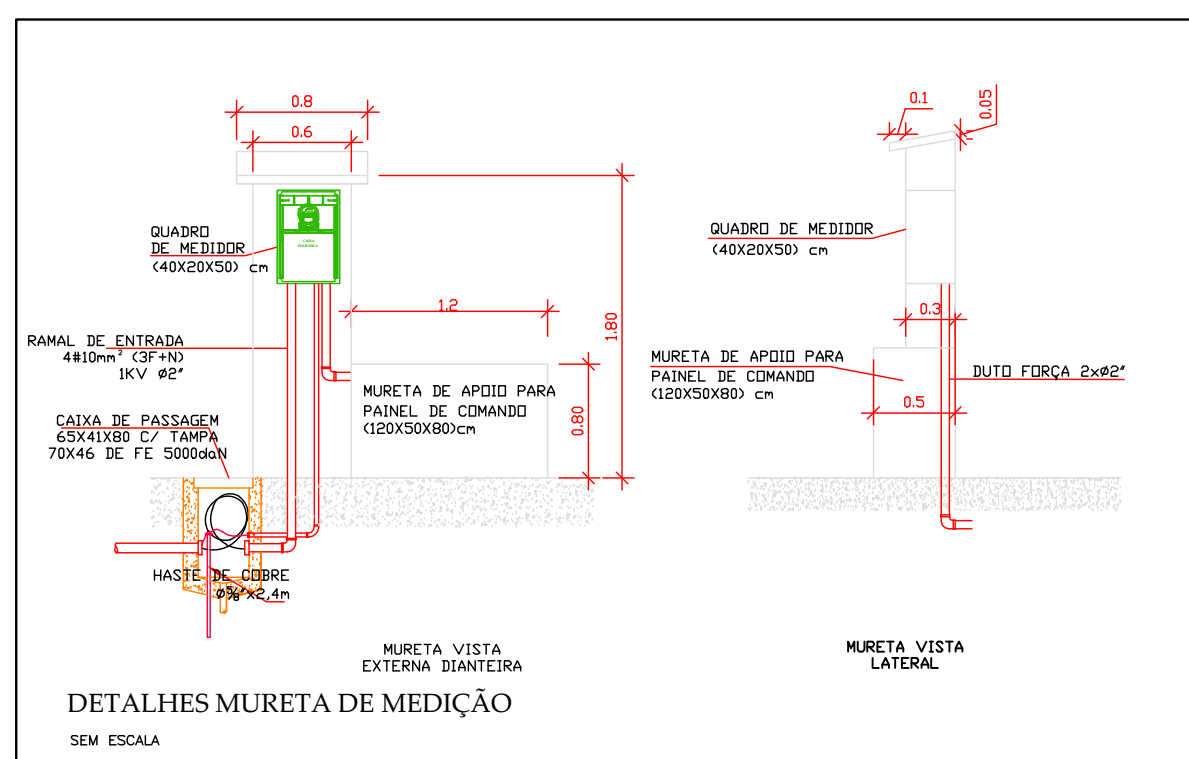 0.8
0.6
QUADRO
DE MEDIDOR
(40X20X50) cm
CAIXA
POLIFÁSICA
1.2
1.80
RAMAL DE ENTRADA
4#10mm² (3F+N)
1KV Ø2"
MURETA DE APOIO PARA
PAINEL DE COMANDO
(120X50X80)cm
0.80
CAIXA DE PASSAGEM
65X41X80 C/ TAMPA
70X46 DE FE 5000daN
HASTE DE COBRE
Ø⅝"x2,4m
MURETA VISTA
EXTERNA DIANTEIRA
0.1
0.05
QUADRO DE MEDIDOR
(40X20X50) cm
0.3
MURETA DE APOIO PARA
PAINEL DE COMANDO
(120X50X80) cm
DUTO FORÇA 2xØ2"
0.5
MURETA VISTA
LATERAL
DETALHES MURETA DE MEDIÇÃO
SEM ESCALA